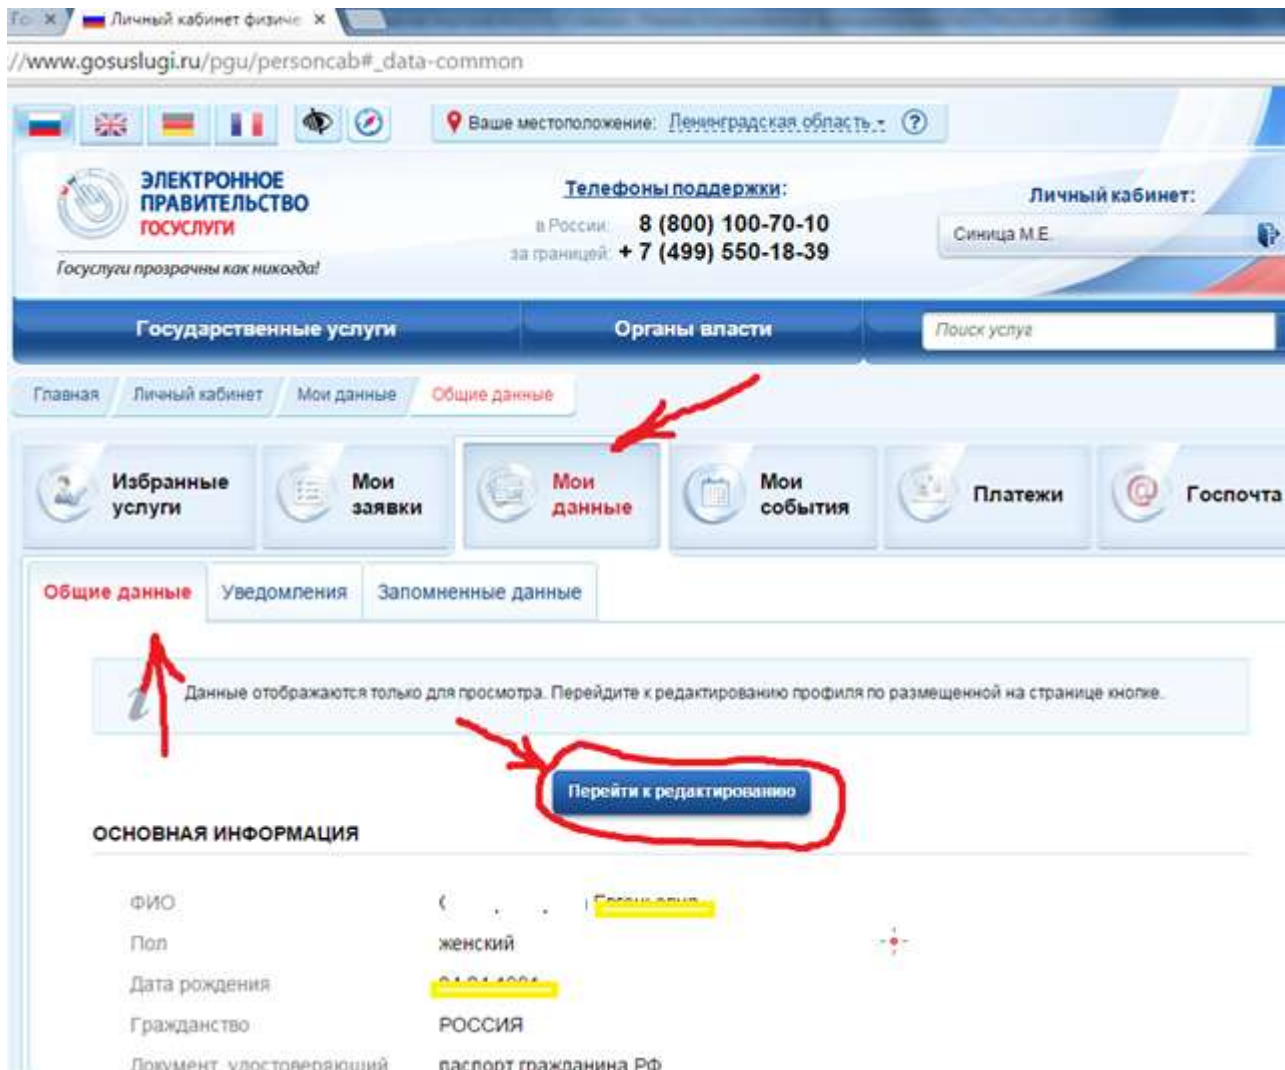 Го
Личный кабинет физиче
//www.gosuslugi.ru/pgu/personcab#_data-common
Ваше местоположение: Ленинградская область
?
ЭЛЕКТРОННОЕ
ПРАВИТЕЛЬСТВО
ГОСУСЛУГИ
Госуслуги прозрачны как никогда!
Телефоны поддержки:
в России: 8 (800) 100-70-10
за границей: + 7 (499) 550-18-39
Личный кабинет:
Синица М.Е.
Государственные услуги Органы власти Поиск услуг
Главная Личный кабинет Мои данные Общие данные
Избранные услуги
Мои заявки
Мои данные
Мои события
Платежи
Госпочта
Общие данные Уведомления Запомненные данные
Данные отображаются только для просмотра. Перейдите к редактированию профиля по размещенной на странице кнопке.
Перейти к редактированию
ОСНОВНАЯ ИНФОРМАЦИЯ
ФИО
Пол женский
Дата рождения
Гражданство РОССИЯ
Документ, удостоверяющий паспорт гражданина РФ